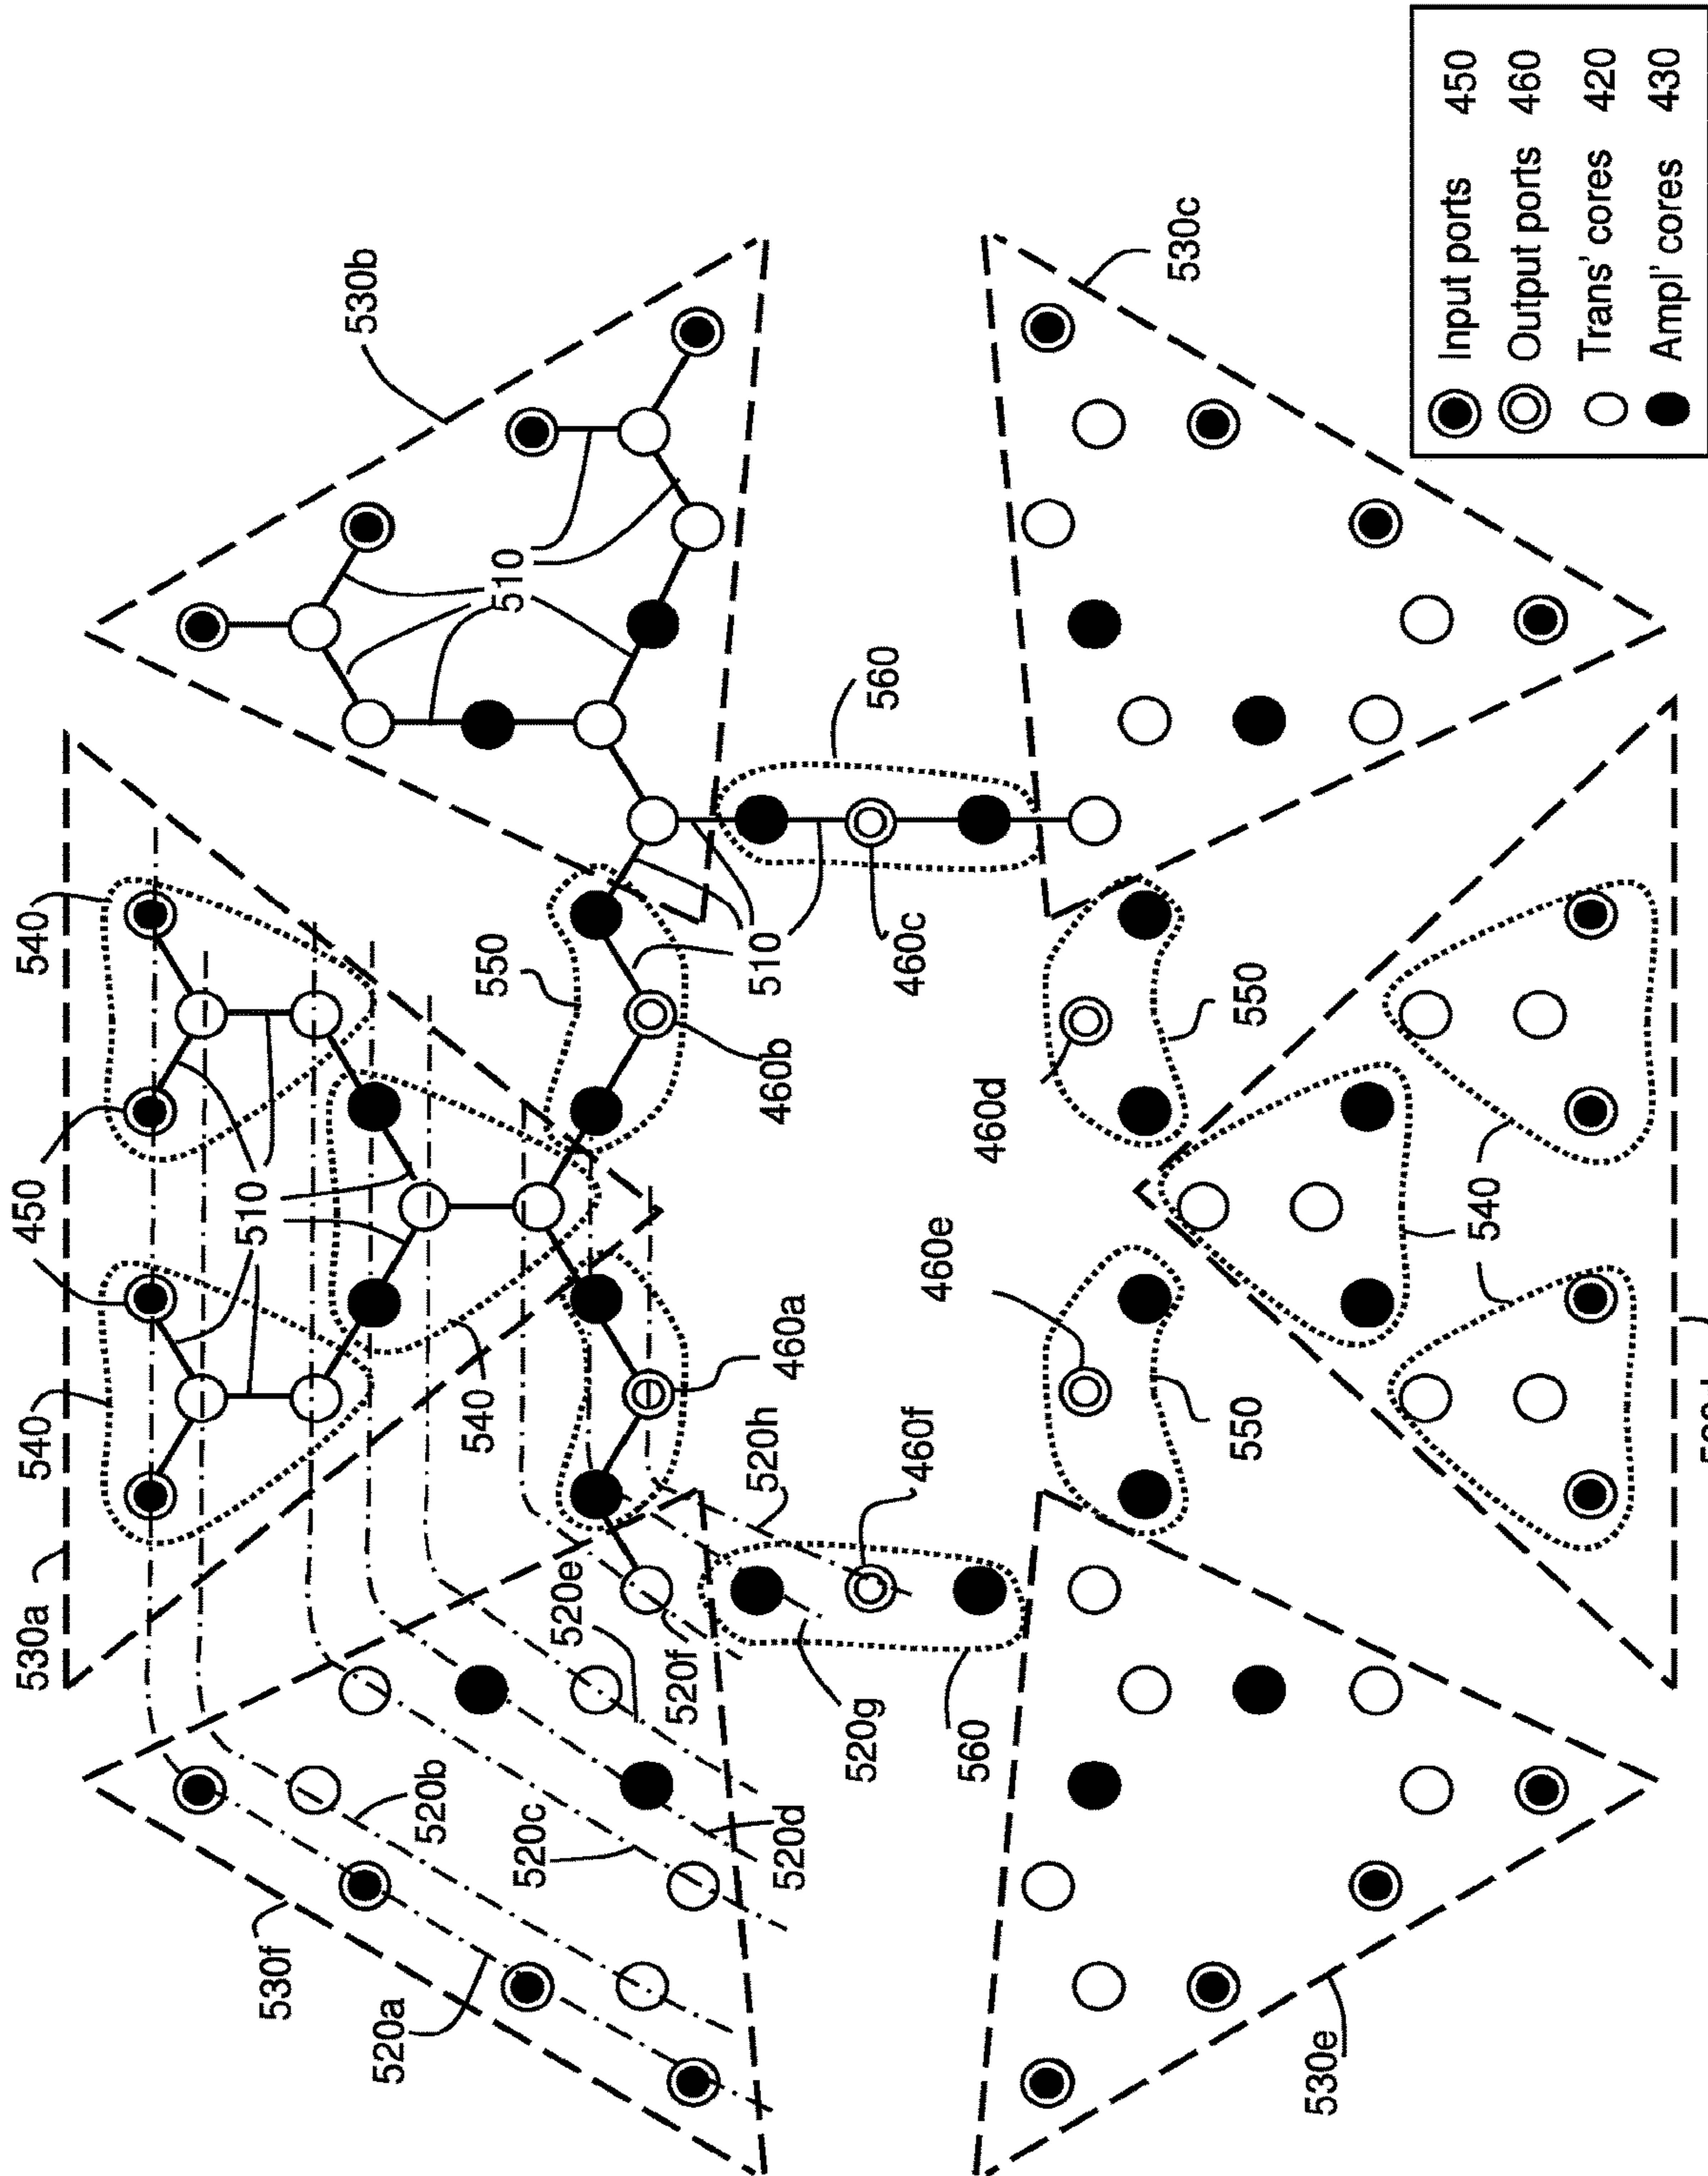 530a
540
450
540
530b
510
510
540
550
510
560
460b
460a
460c
530f
520a
520b
520c
520d
520e
520f
520g
520h
460f
560
530c
460d
550
460e
550
540
530e
Input ports 450
Output ports 460
Trans' cores 420
Ampl' cores 430